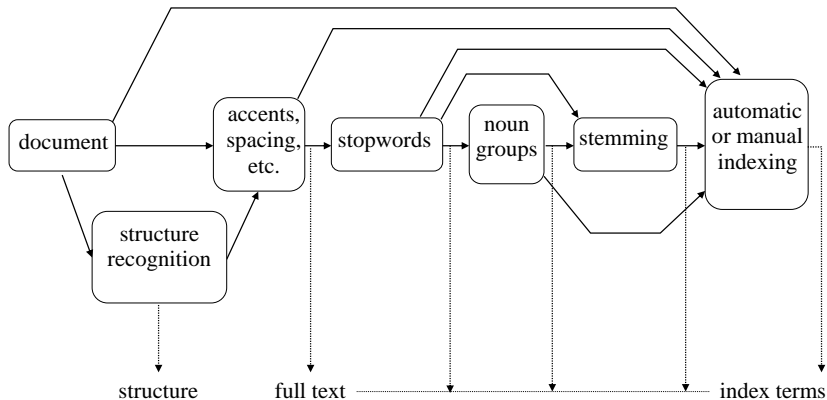 document
structure
recognition
accents,
spacing,
etc.
stopwords
noun
groups
stemming
automatic
or manual
indexing
structure
full text
index terms